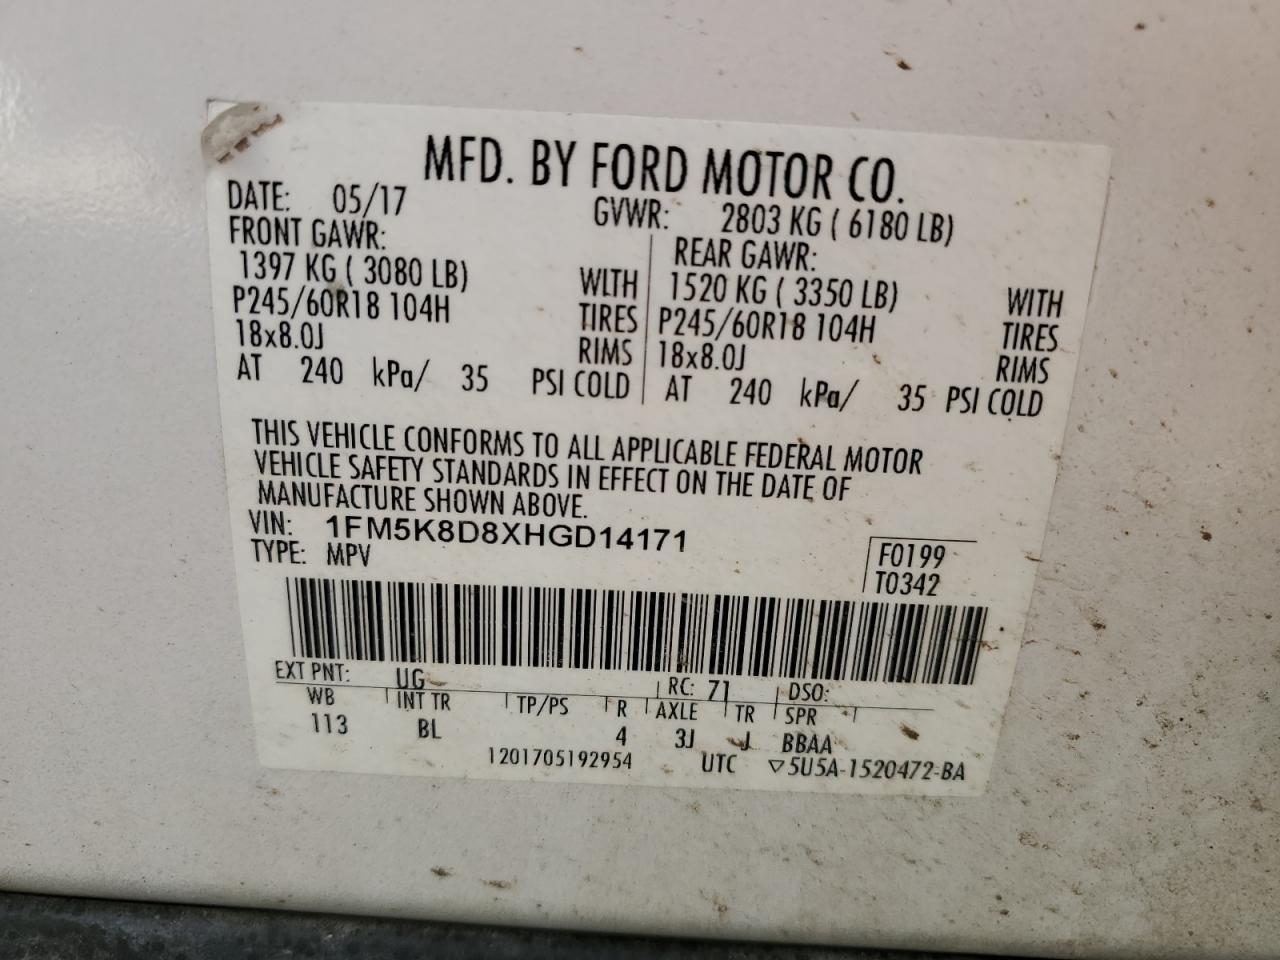 MFD. BY FORD MOTOR CO.
DATE: 05/17 GVWR: 2803 KG ( 6180 LB)
FRONT GAWR: REAR GAWR:
1397 KG ( 3080 LB) WITH 1520 KG ( 3350 LB) WITH
P245/60R18 104H TIRES P245/60R18 104H TIRES
18x8.0J RIMS 18x8.0J RIMS
AT 240 kPa/ 35 PSI COLD AT 240 kPa/ 35 PSI COLD
THIS VEHICLE CONFORMS TO ALL APPLICABLE FEDERAL MOTOR
VEHICLE SAFETY STANDARDS IN EFFECT ON THE DATE OF
MANUFACTURE SHOWN ABOVE.
VIN: 1FM5K8D8XHGD14171
TYPE: MPV F0199
T0342
EXT PNT: UG RC: 71 DSO:
WB INT TR TP/PS R AXLE TR SPR
113 BL 4 3J J BBAA
1201705192954 UTC ▽5U5A-1520472-BA